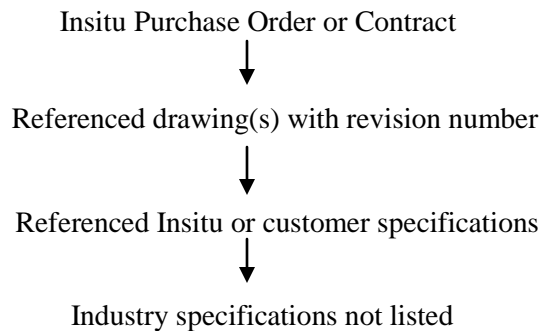 Insitu Purchase Order or Contract
Referenced drawing(s) with revision number
Referenced Insitu or customer specifications
Industry specifications not listed